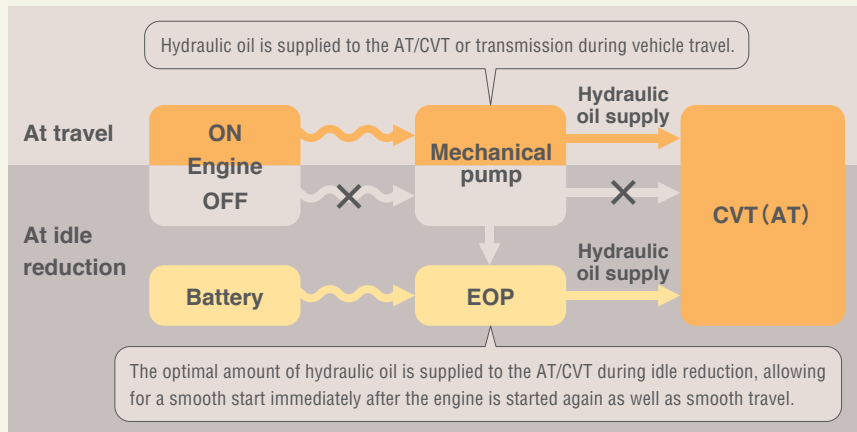 Hydraulic oil is supplied to the AT/CVT or transmission during vehicle travel.
At travel
ON
Engine
OFF
Mechanical
pump
Hydraulic
oil supply
CVT(AT)
At idle
reduction
Battery
EOP
Hydraulic
oil supply
The optimal amount of hydraulic oil is supplied to the AT/CVT during idle reduction, allowing
for a smooth start immediately after the engine is started again as well as smooth travel.